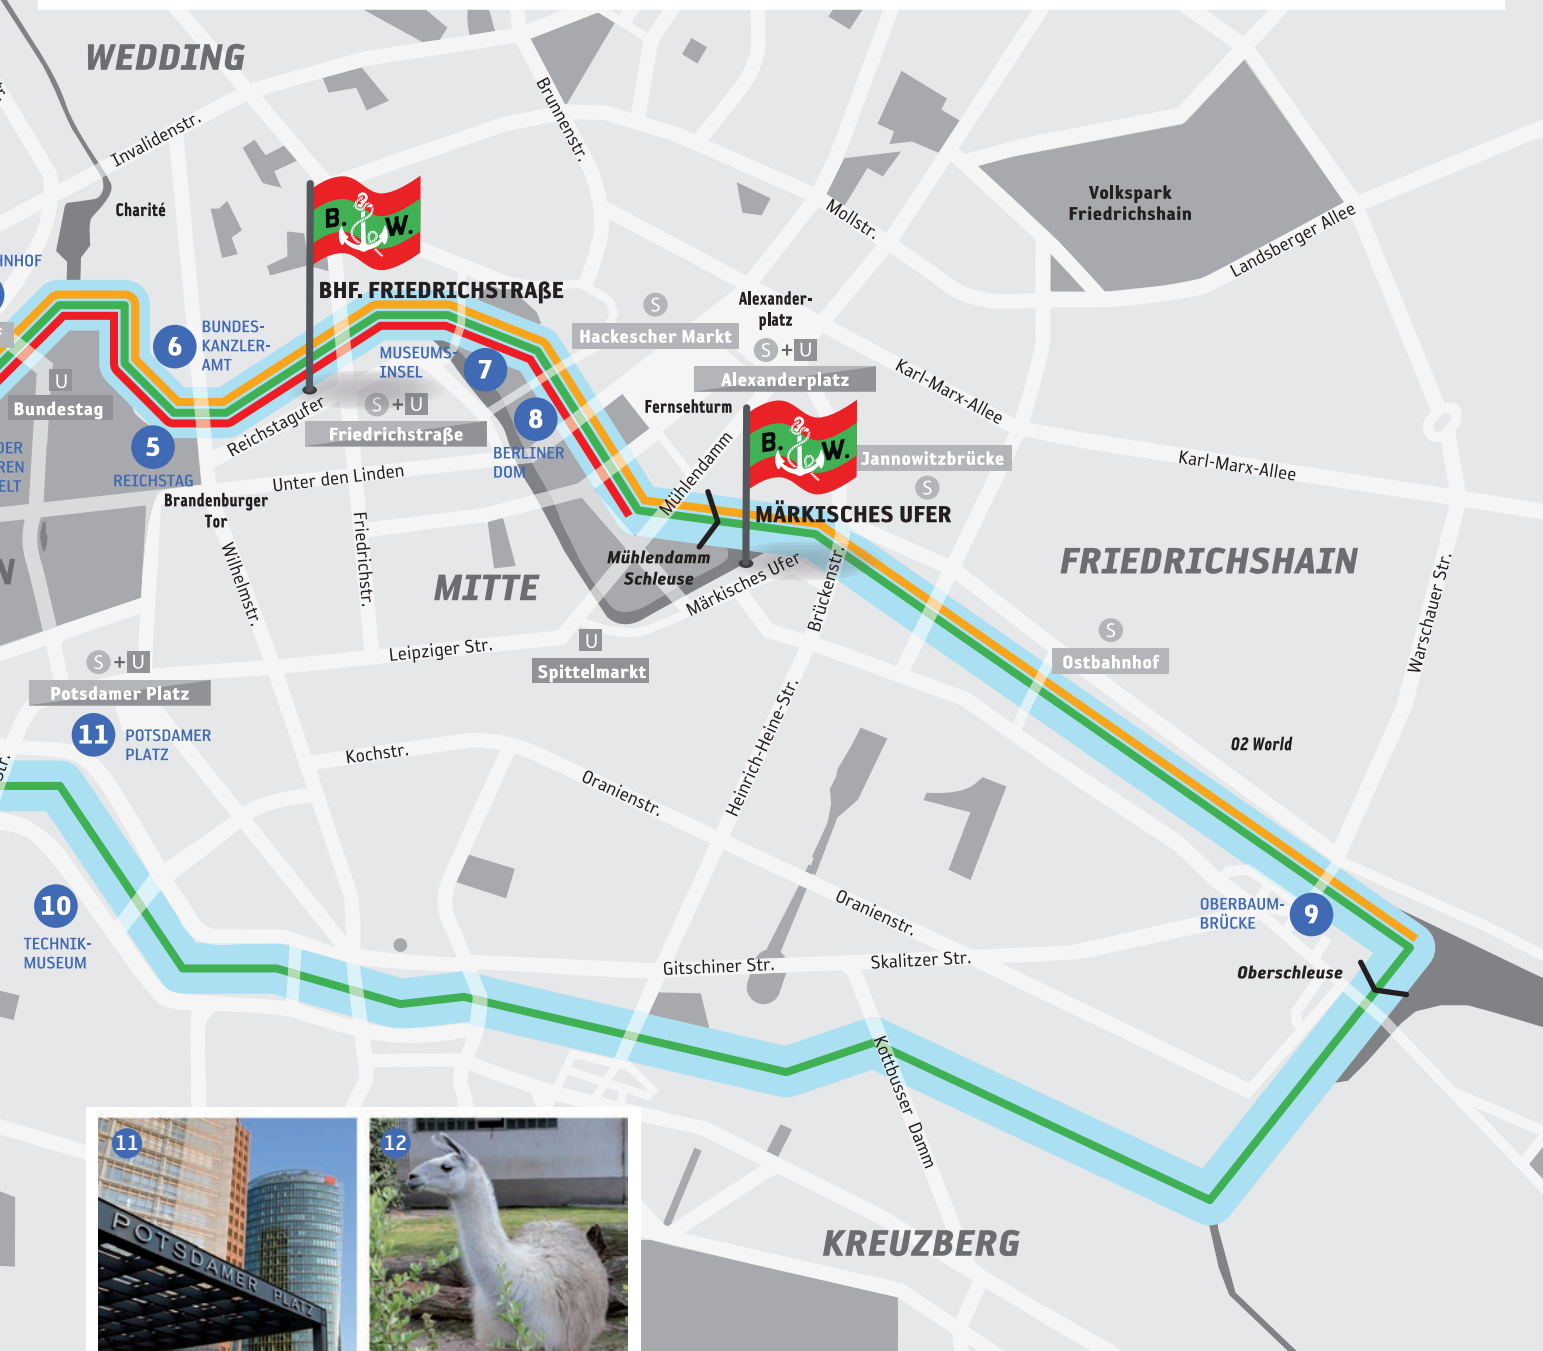 WEDDING
Brunnenstr.
Invalidenstr.
Charité
Volkspark
Friedrichshain
Mollstr.
Landsberger Allee
B. W.
BHF. FRIEDRICHSTRAßE
S
Hackescher Markt
Alexander-
platz
S+U
Alexanderplatz
6
BUNDES-
KANZLER-
AMT
MUSEUMS-
INSEL
7
U
Bundestag
S+U
Friedrichstraße
Reichstagufer
8
BERLINER
DOM
Fernsehturm
Karl-Marx-Allee
B. W.
Jannowitzbrücke
S
Karl-Marx-Allee
5
REICHSTAG
Unter den Linden
Brandenburger
Tor
Mühlendamm
MÄRKISCHES UFER
Wilhelmstr.
Friedrichstr.
MITTE
Mühlendamm
Schleuse
Märkisches Ufer
Brückenstr.
FRIEDRICHSHAIN
Warschauer Str.
Leipziger Str.
U
Spittelmarkt
S
Ostbahnhof
S+U
Potsdamer Platz
11
POTSDAMER
PLATZ
Kochstr.
Oranienstr.
Heinrich-Heine-Str.
O2 World
10
TECHNIK-
MUSEUM
Oranienstr.
OBERBAUM-
BRÜCKE
9
Gitschiner Str.
Skalitzer Str.
Oberschleuse
Kottbusser Damm
KREUZBERG
11
POTSDAMER PLATZ
12